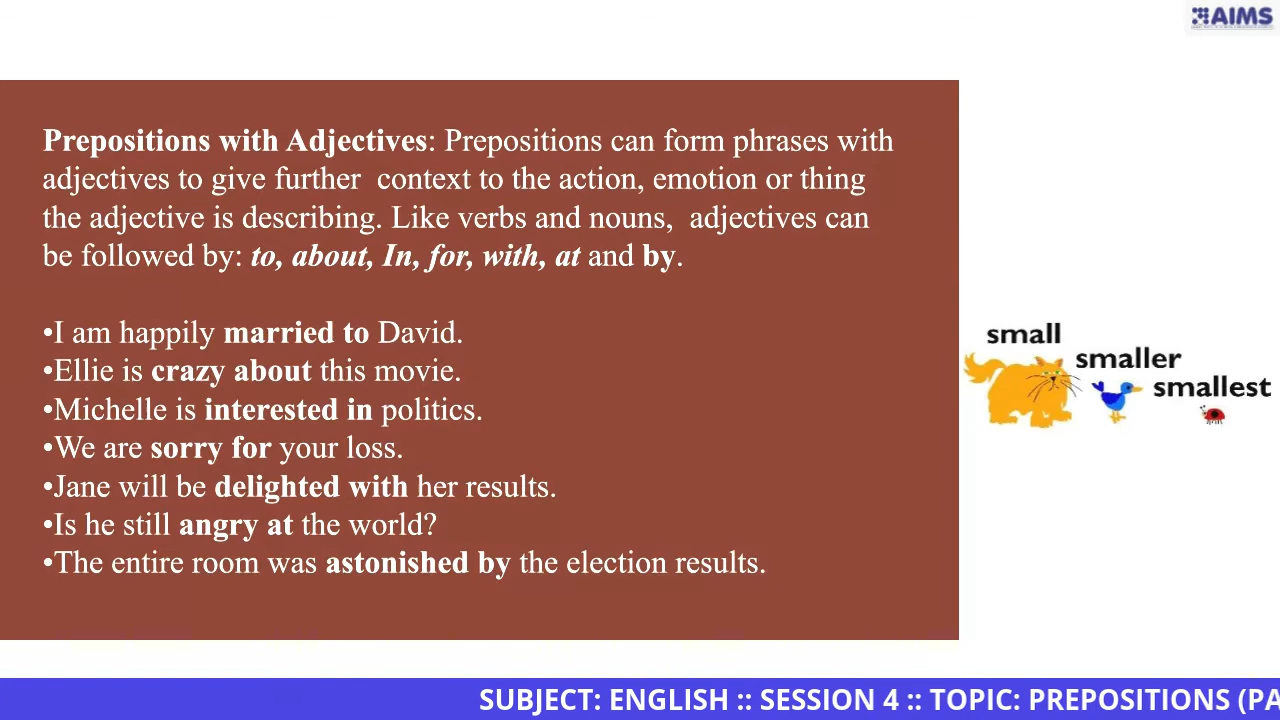 AIMS
Prepositions with Adjectives: Prepositions can form phrases with
adjectives to give further context to the action, emotion or thing
the adjective is describing. Like verbs and nouns, adjectives can
be followed by: to, about, In, for, with, at and by.
•I am happily married to David.
•Ellie is crazy about this movie.
•Michelle is interested in politics.
•We are sorry for your loss.
•Jane will be delighted with her results.
•Is he still angry at the world?
•The entire room was astonished by the election results.
small
smaller
smallest
SUBJECT: ENGLISH :: SESSION 4 :: TOPIC: PREPOSITIONS (PA